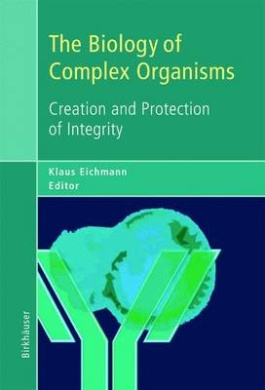 The Biology of
Complex Organisms
Creation and Protection
of Integrity
Klaus Eichmann
Editor
Birkhäuser